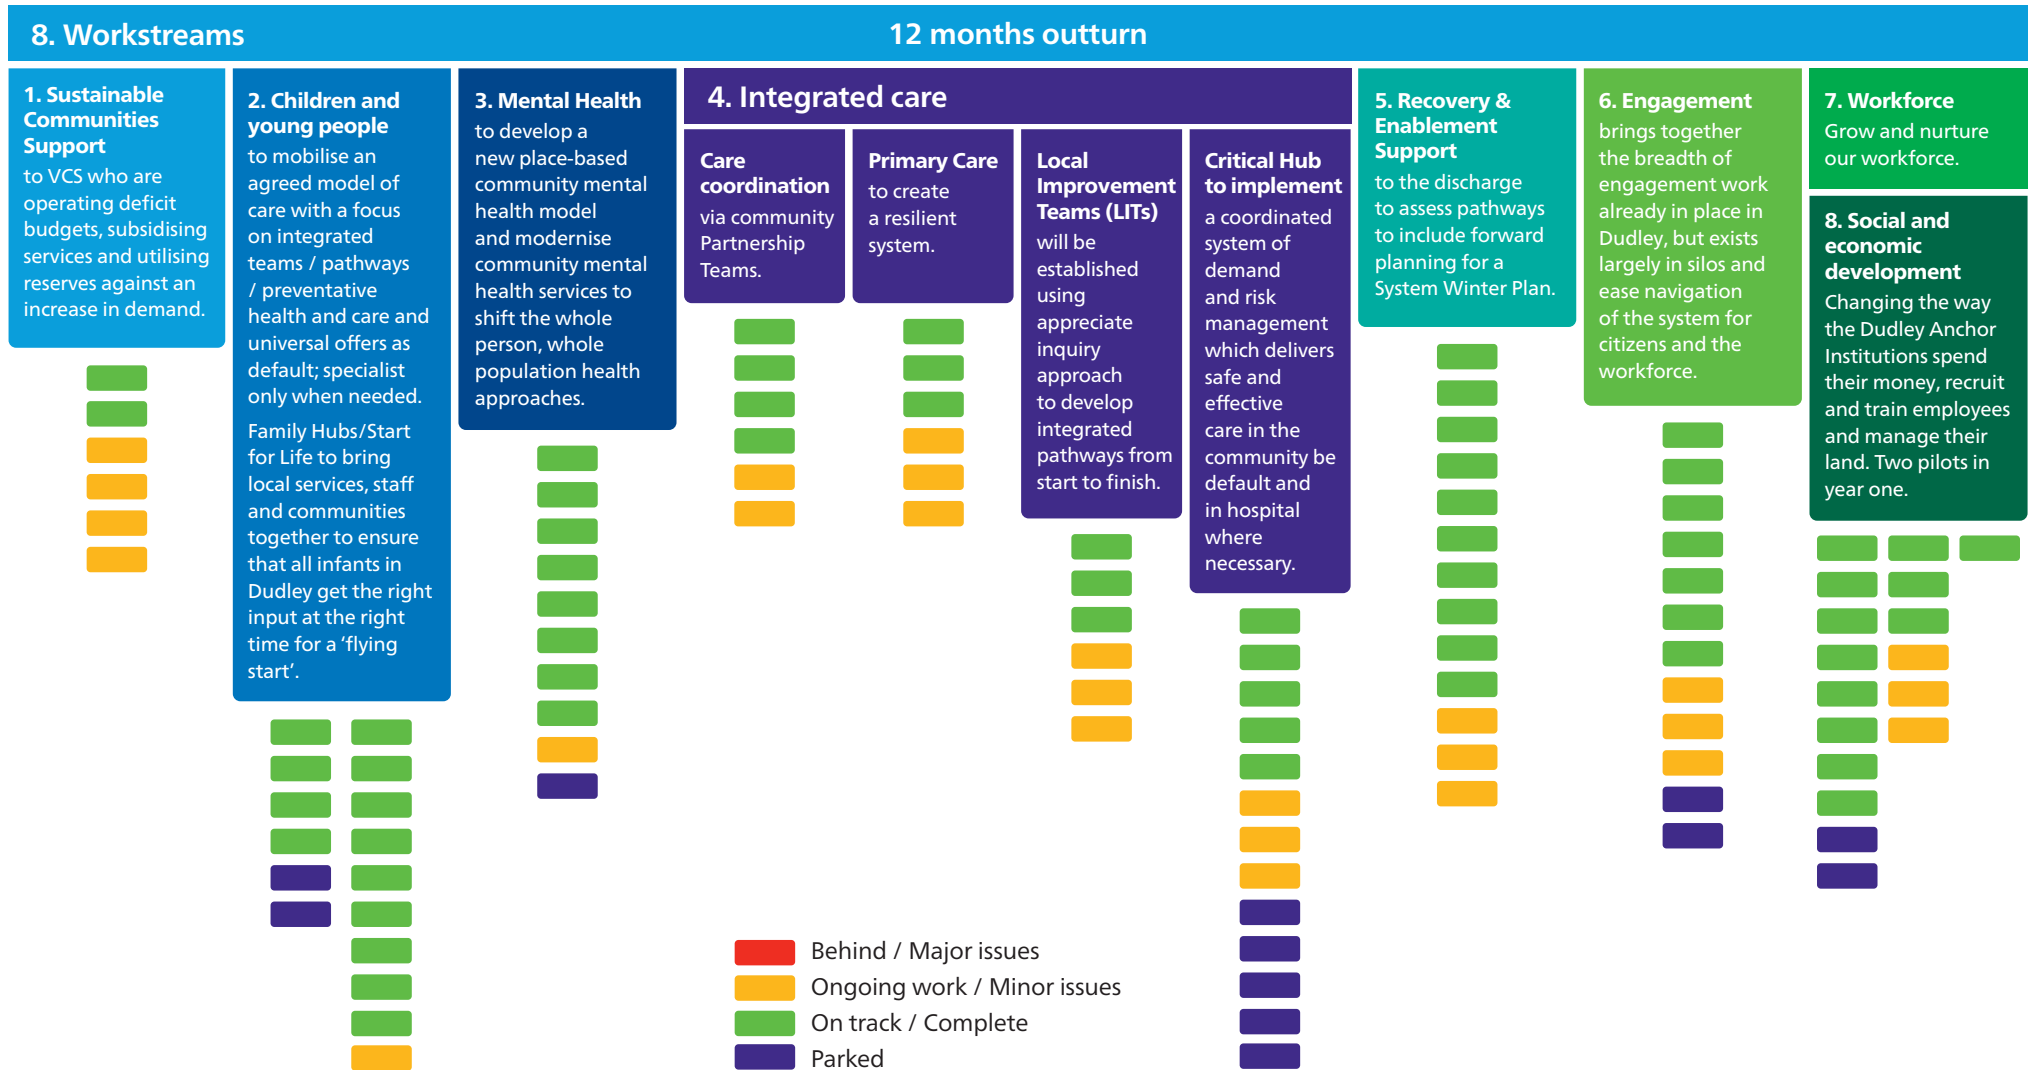 8. Workstreams
12 months outturn
1. Sustainable
Communities
Support
to VCS who are
operating deficit
budgets, subsidising
services and utilising
reserves against an
increase in demand.
2. Children and
young people
to mobilise an
agreed model of
care with a focus
on integrated
teams / pathways
/ preventative
health and care and
universal offers as
default; specialist
only when needed.
Family Hubs/Start
for Life to bring
local services, staff
and communities
together to ensure
that all infants in
Dudley get the right
input at the right
time for a ‘flying
start’.
3. Mental Health
to develop a
new place-based
community mental
health model
and modernise
community mental
health services to
shift the whole
person, whole
population health
approaches.
4. Integrated care
Care
coordination
via community
Partnership
Teams.
Primary Care
to create
a resilient
system.
Local
Improvement
Teams (LITs)
will be
established
using
appreciate
inquiry
approach
to develop
integrated
pathways from
start to finish.
Critical Hub
to implement
a coordinated
system of
demand
and risk
management
which delivers
safe and
effective
care in the
community be
default and
in hospital
where
necessary.
5. Recovery &
Enablement
Support
to the discharge
to assess pathways
to include forward
planning for a
System Winter Plan.
6. Engagement
brings together
the breadth of
engagement work
already in place in
Dudley, but exists
largely in silos and
ease navigation
of the system for
citizens and the
workforce.
7. Workforce
Grow and nurture
our workforce.
8. Social and
economic
development
Changing the way
the Dudley Anchor
Institutions spend
their money, recruit
and train employees
and manage their
land. Two pilots in
year one.
Behind / Major issues
Ongoing work / Minor issues
On track / Complete
Parked